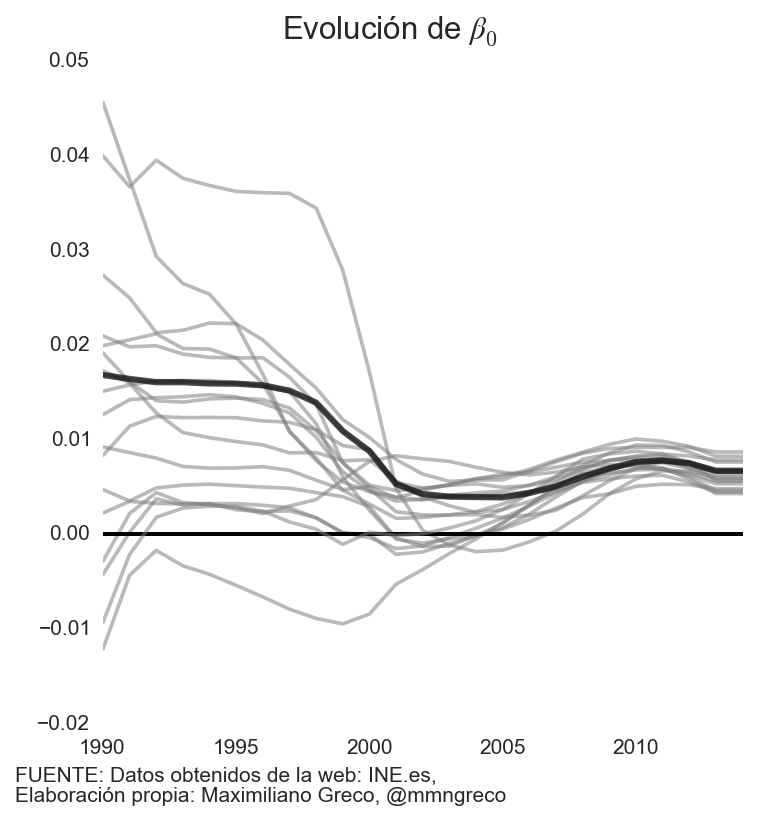 Evolución de β₀
0.05
0.04
0.03
0.02
0.01
0.00
−0.01
−0.02
1990 1995 2000 2005 2010
FUENTE: Datos obtenidos de la web: INE.es,
Elaboración propia: Maximiliano Greco, @mmngreco